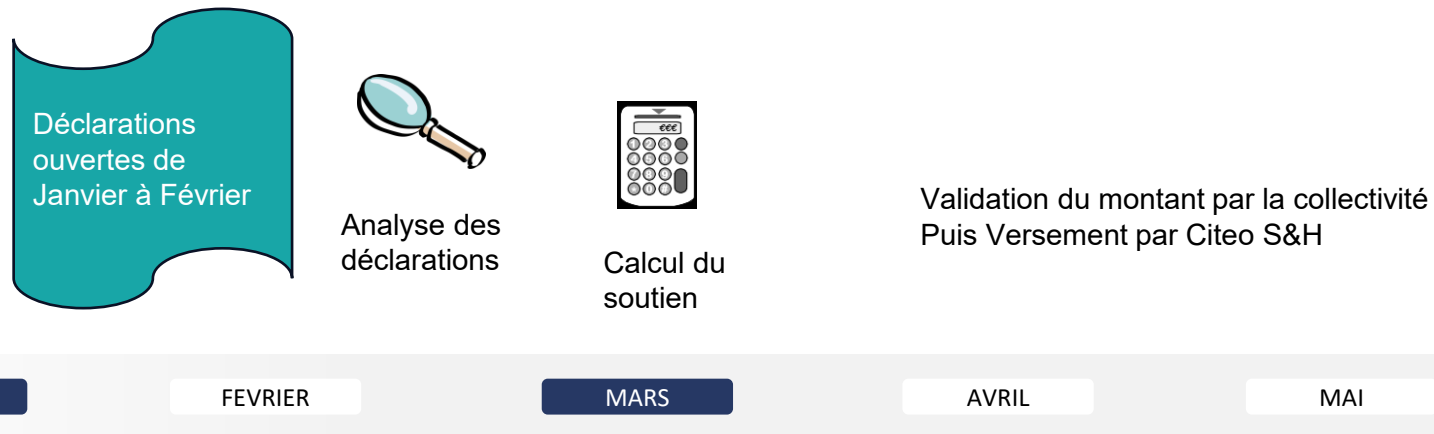 Déclarations
ouvertes de
Janvier à Février
Analyse des
déclarations
€€€
Calcul du
soutien
Validation du montant par la collectivité
Puis Versement par Citeo S&H
FEVRIER
MARS
AVRIL
MAI